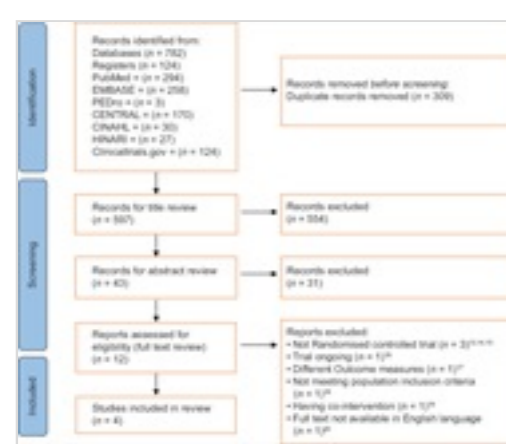 Identification
Records identified from:
Databases (n = 782)
Registers (n = 124)
PubMed = (n = 294)
EMBASE = (n = 258)
PEDro = (n = 3)
CENTRAL = (n = 170)
CINAHL = (n = 30)
HINARI = (n = 27)
Clinicaltrials.gov = (n = 124)
Records removed before screening:
Duplicate records removed (n = 309)
Screening
Records for title review
(n = 597)
Records excluded
(n = 554)
Records for abstract review
(n = 43)
Records excluded
(n = 31)
Reports assessed for
eligibility (full text review)
(n = 12)
Reports excluded:
• Not Randomised controlled trial (n = 3)
• Trial ongoing (n = 1)
• Different Outcome measures (n = 1)
• Not meeting population inclusion criteria
(n = 1)
• Having co-intervention (n = 1)
• Full text not available in English language
(n = 1)
Included
Studies included in review
(n = 4)